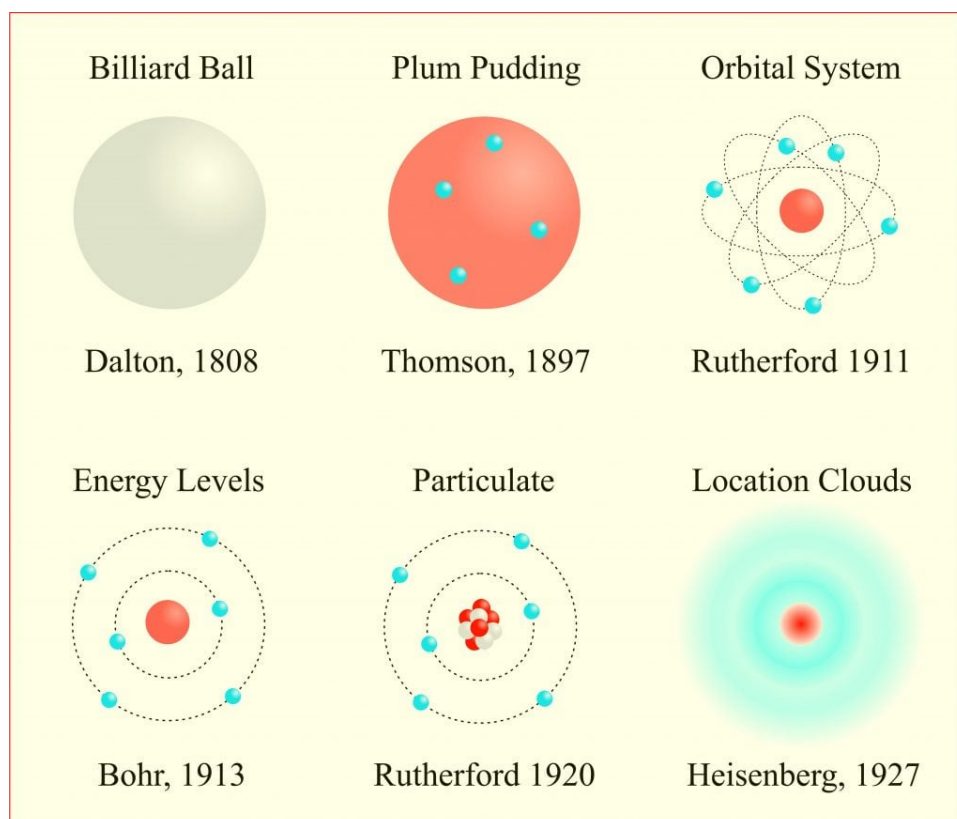 Billiard Ball
Plum Pudding
Orbital System
Dalton, 1808
Thomson, 1897
Rutherford 1911
Energy Levels
Particulate
Location Clouds
Bohr, 1913
Rutherford 1920
Heisenberg, 1927